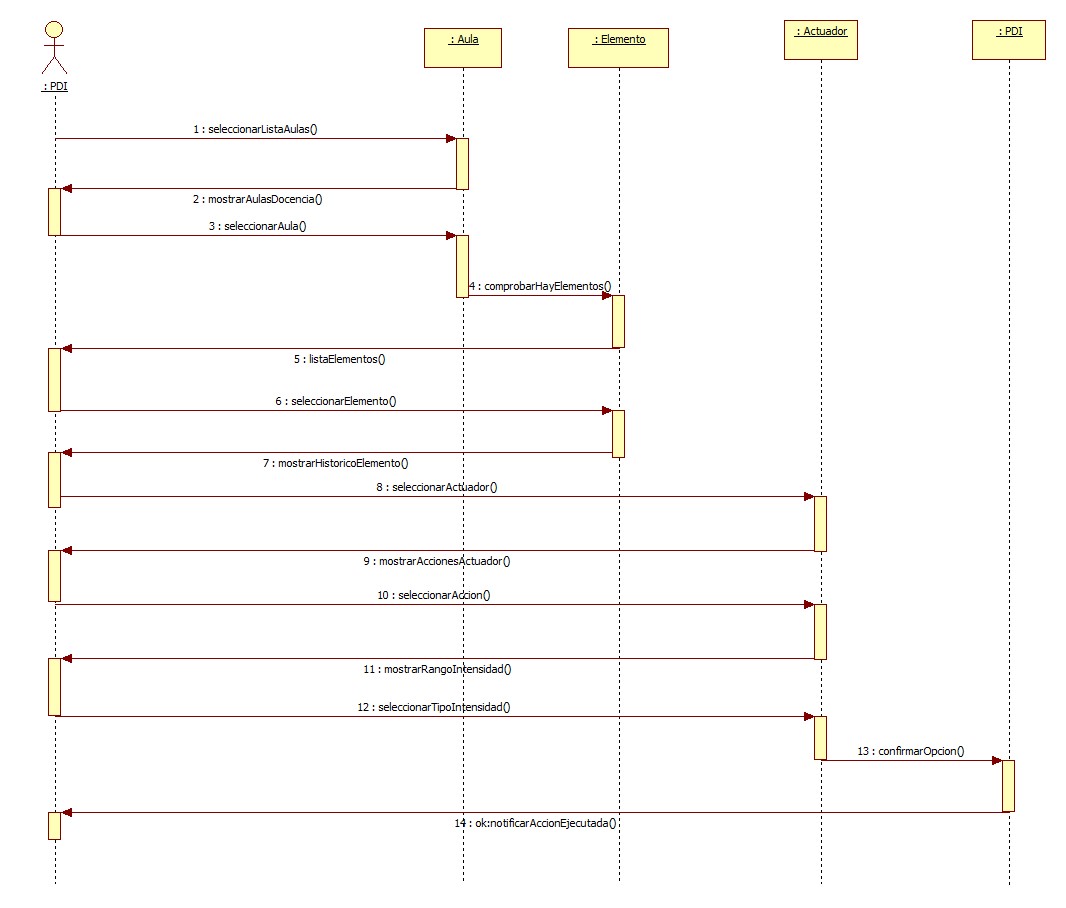 : PDI
: Aula
: Elemento
: Actuador
: PDI
1 : seleccionarListaAulas()
2 : mostrarAulasDocencia()
3 : seleccionarAula()
4 : comprobarHayElementos()
5 : listaElementos()
6 : seleccionarElemento()
7 : mostrarHistoricoElemento()
8 : seleccionarActuador()
9 : mostrarAccionesActuador()
10 : seleccionarAccion()
11 : mostrarRangoIntensidad()
12 : seleccionarTipoIntensidad()
13 : confirmarOpcion()
14 : ok:notificarAccionEjecutada()